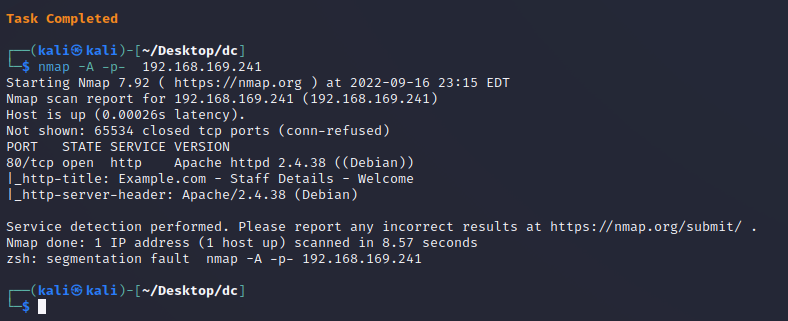 Task Completed
┌──(kali㉿kali)-[~/Desktop/dc]
└─$ nmap -A -p-  192.168.169.241
Starting Nmap 7.92 ( https://nmap.org ) at 2022-09-16 23:15 EDT
Nmap scan report for 192.168.169.241 (192.168.169.241)
Host is up (0.00026s latency).
Not shown: 65534 closed tcp ports (conn-refused)
PORT   STATE SERVICE VERSION
80/tcp open  http    Apache httpd 2.4.38 ((Debian))
|_http-title: Example.com - Staff Details - Welcome
|_http-server-header: Apache/2.4.38 (Debian)
Service detection performed. Please report any incorrect results at https://nmap.org/submit/ .
Nmap done: 1 IP address (1 host up) scanned in 8.57 seconds
zsh: segmentation fault  nmap -A -p- 192.168.169.241
┌──(kali㉿kali)-[~/Desktop/dc]
└─$